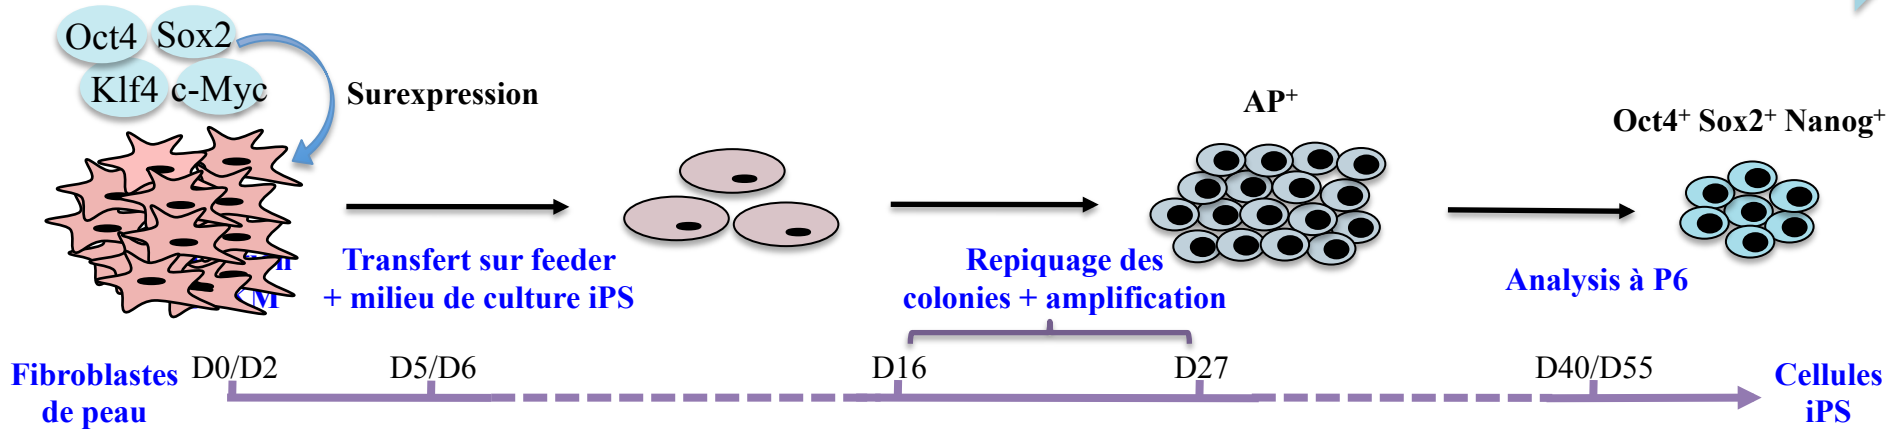 Oct4 Sox2
Klf4 c-Myc
Surexpression
AP+
Oct4+ Sox2+ Nanog+
Transfert sur feeder
+ milieu de culture iPS
Repiquage des
colonies + amplification
Analysis à P6
D0/D2 D5/D6 D16 D27 D40/D55
Fibroblastes
de peau
Cellules
iPS